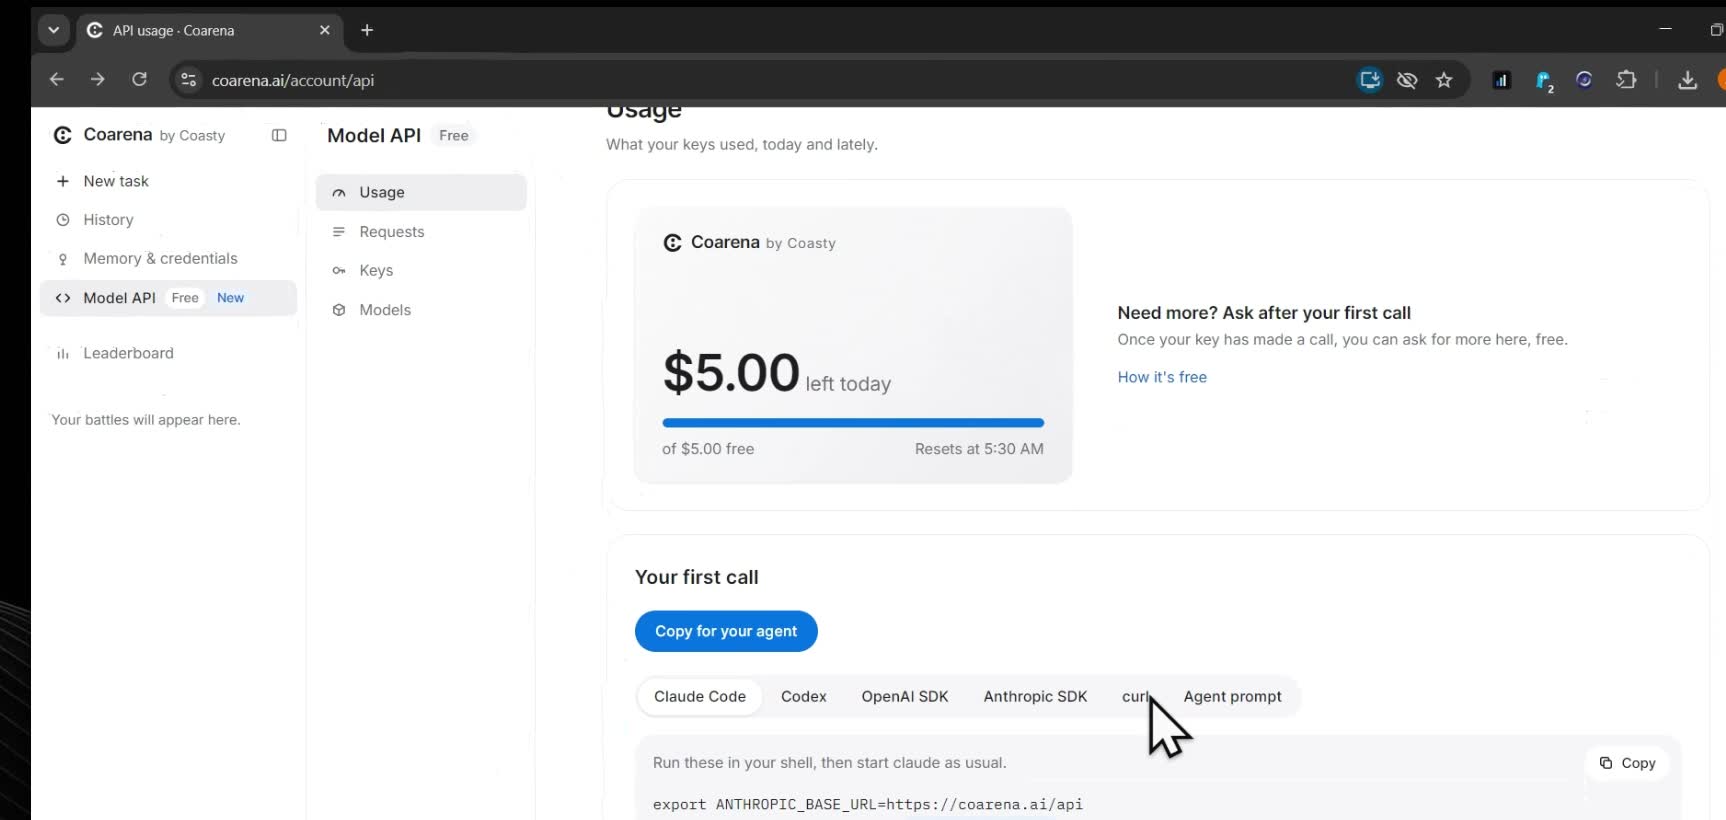 API usage · Coarena
coarena.ai/account/api
2
Coarena by Coasty
New task
History
Memory & credentials
Model API Free New
Leaderboard
Your battles will appear here.
Model API Free
Usage
Requests
Keys
Models
Usage
What your keys used, today and lately.
Coarena by Coasty
$5.00 left today
of $5.00 free Resets at 5:30 AM
Need more? Ask after your first call
Once your key has made a call, you can ask for more here, free.
How it's free
Your first call
Copy for your agent
Claude Code Codex OpenAI SDK Anthropic SDK curl Agent prompt
Run these in your shell, then start claude as usual.
Copy
export ANTHROPIC_BASE_URL=https://coarena.ai/api